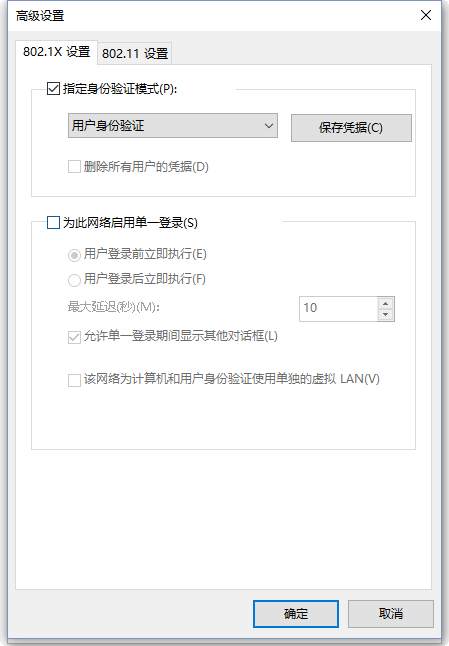 高级设置
802.1X 设置
802.11 设置
指定身份验证模式(P):
用户身份验证
保存凭据(C)
删除所有用户的凭据(D)
为此网络启用单一登录(S)
用户登录前立即执行(E)
用户登录后立即执行(F)
最大延迟(秒)(M):
10
允许单一登录期间显示其他对话框(L)
该网络为计算机和用户身份验证使用单独的虚拟 LAN(V)
确定
取消